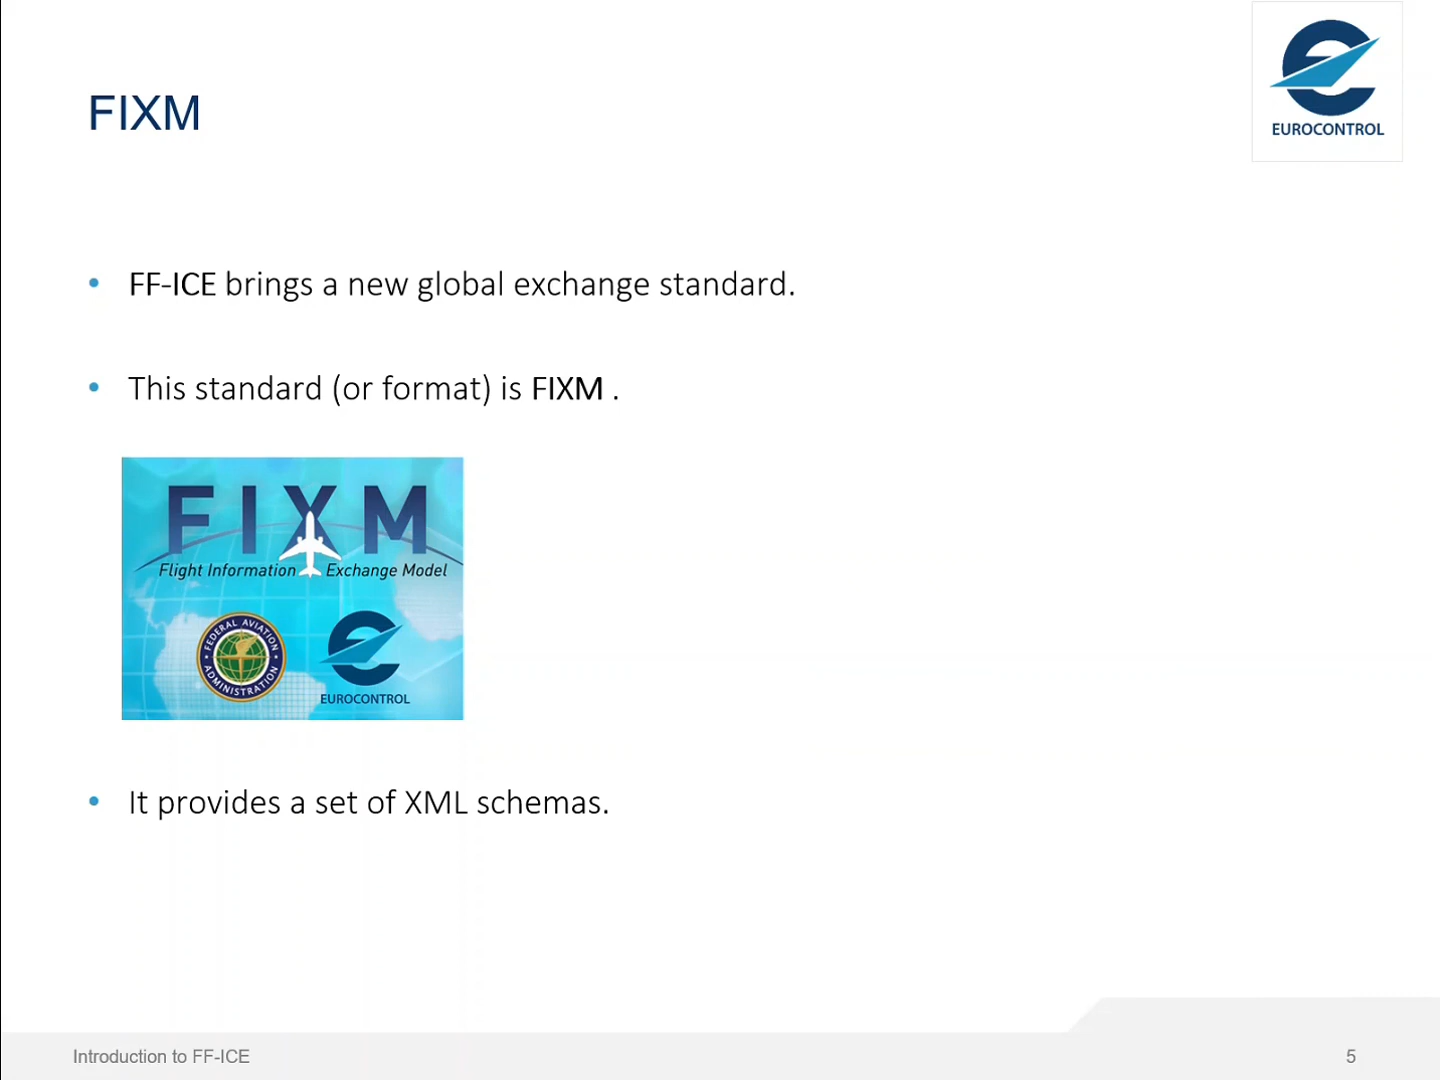 EUROCONTROL
FIXM
• FF-ICE brings a new global exchange standard.
• This standard (or format) is FIXM .
FIXM
Flight Information Exchange Model
FEDERAL AVIATION ADMINISTRATION
EUROCONTROL
• It provides a set of XML schemas.
Introduction to FF-ICE
5